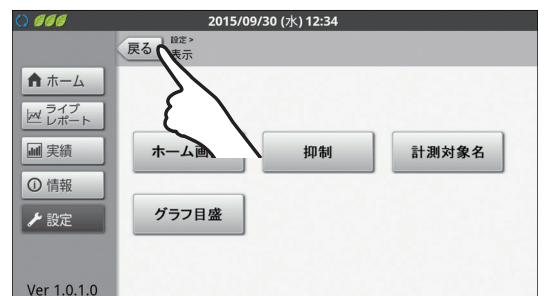 2015/09/30 (水) 12:34
戻る
設定 >
表示
ホーム
ライブ
レポート
実績
情報
設定
ホーム画
抑制
計測対象名
グラフ目盛
Ver 1.0.1.0